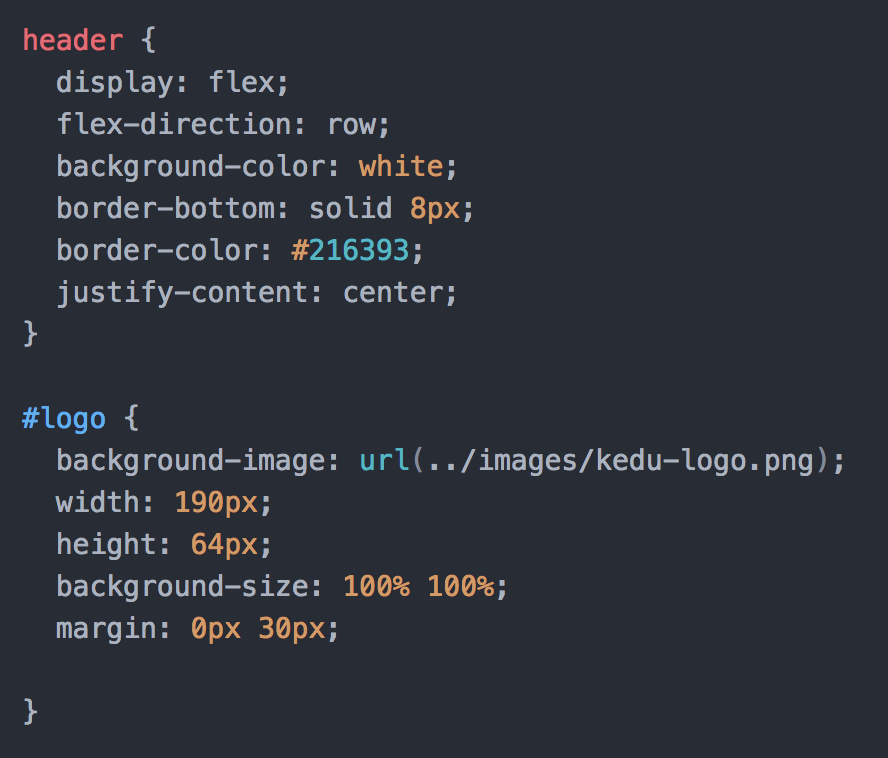 header {
  display: flex;
  flex-direction: row;
  background-color: white;
  border-bottom: solid 8px;
  border-color: #216393;
  justify-content: center;
}

#logo {
  background-image: url(../images/kedu-logo.png);
  width: 190px;
  height: 64px;
  background-size: 100% 100%;
  margin: 0px 30px;

}